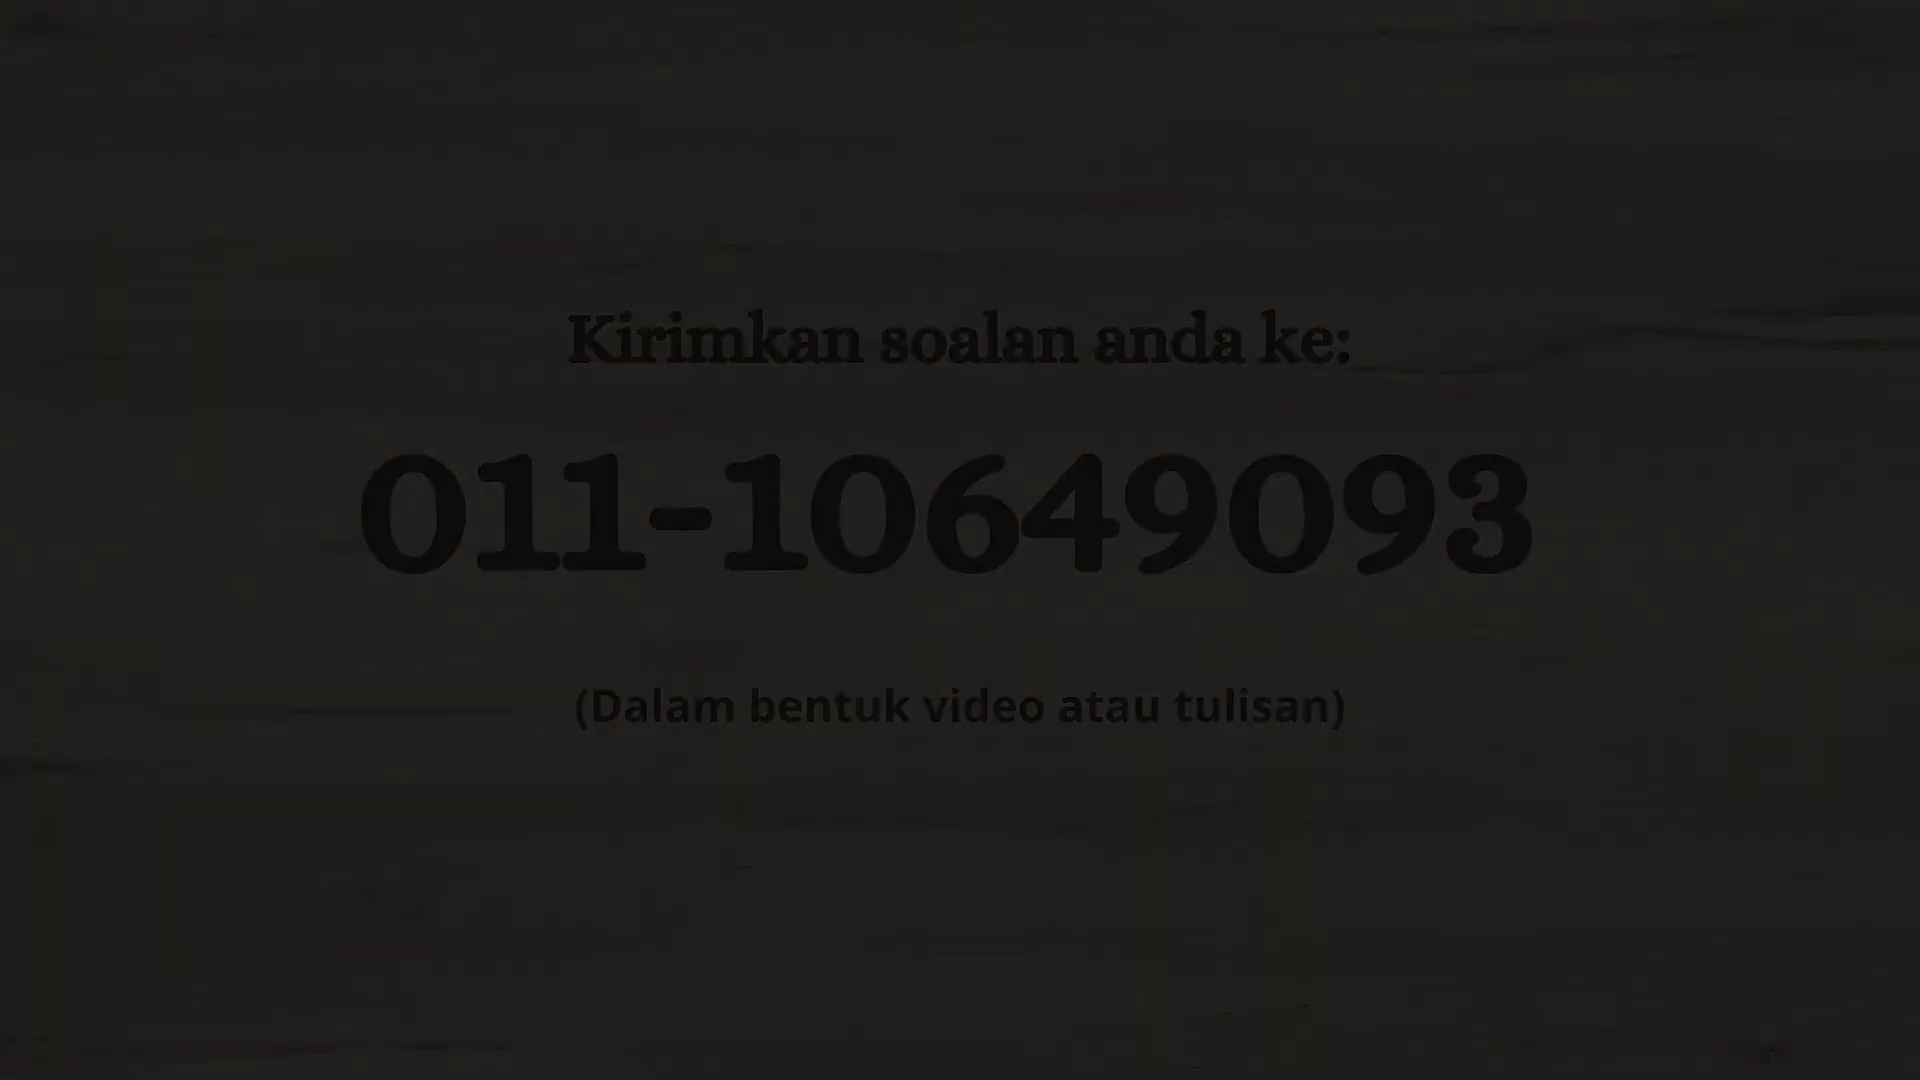 Kirimkan soalan anda ke:
011-10649093
(Dalam bentuk video atau tulisan)